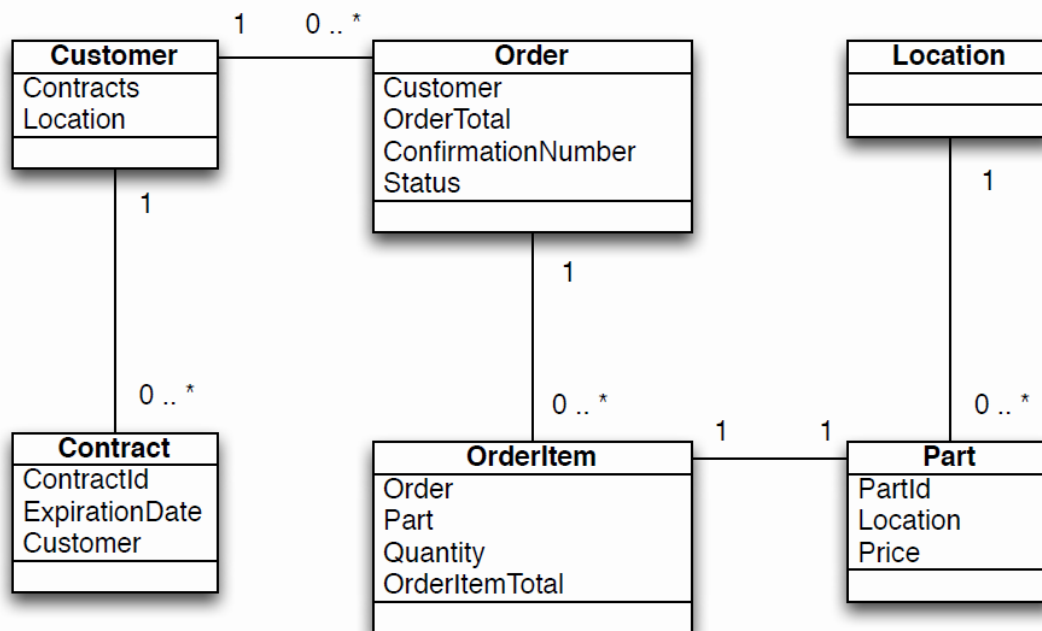 1 0 .. *
Customer
Contracts
Location
Order
Customer
OrderTotal
ConfirmationNumber
Status
Location
1
1
1
0 .. *
0 .. *
0 .. *
Contract
ContractId
ExpirationDate
Customer
OrderItem
Order
Part
Quantity
OrderItemTotal
1 1
Part
PartId
Location
Price